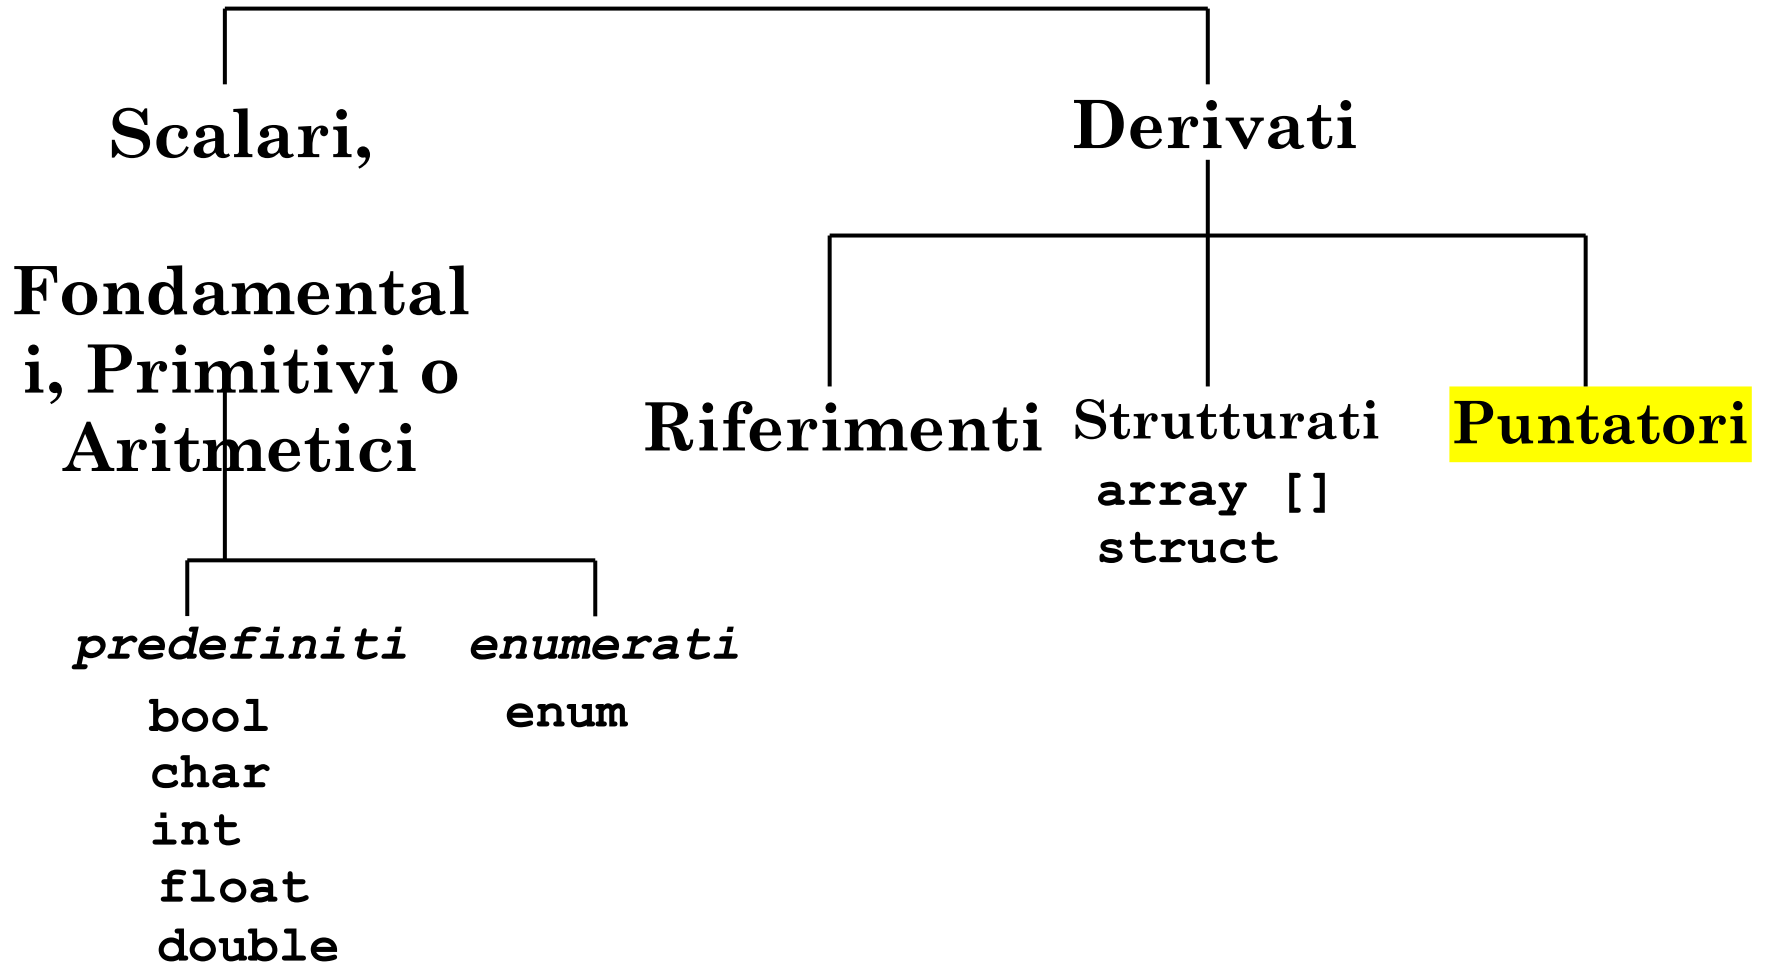 Scalari,
Fondamental
i, Primitivi o
Aritmetici
predefiniti
bool
char
int
float
double
enumerati
enum
Derivati
Riferimenti
Strutturati
array []
struct
Puntatori